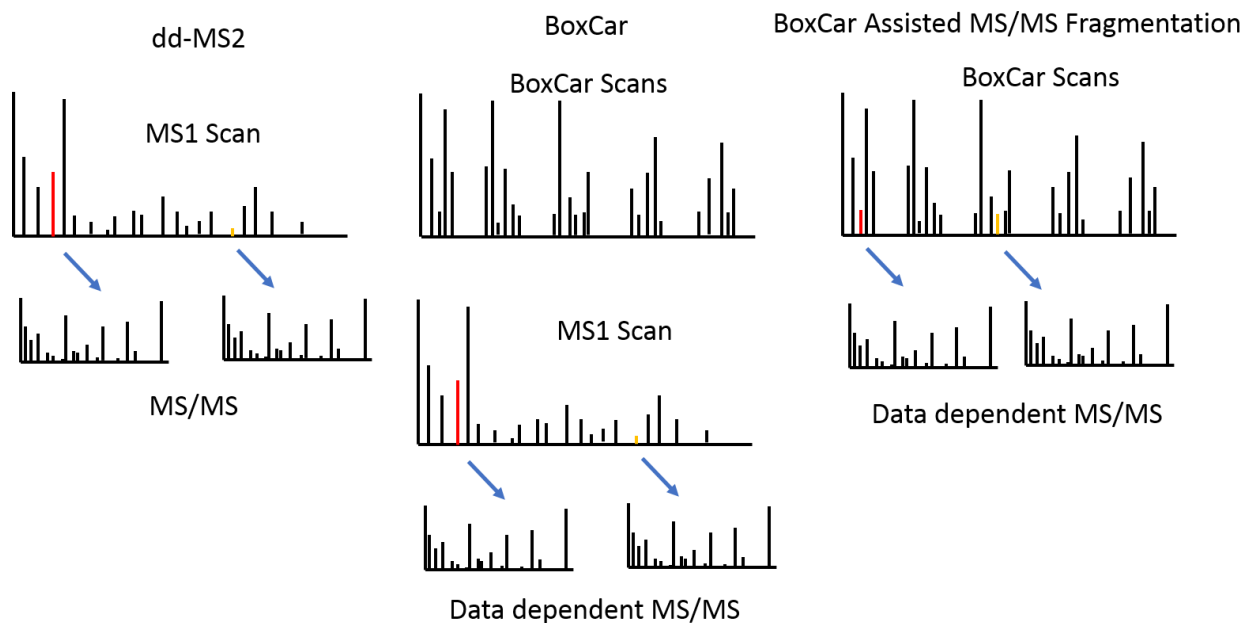 dd-MS2
MS1 Scan
MS/MS
BoxCar
BoxCar Scans
MS1 Scan
Data dependent MS/MS
BoxCar Assisted MS/MS Fragmentation
BoxCar Scans
Data dependent MS/MS